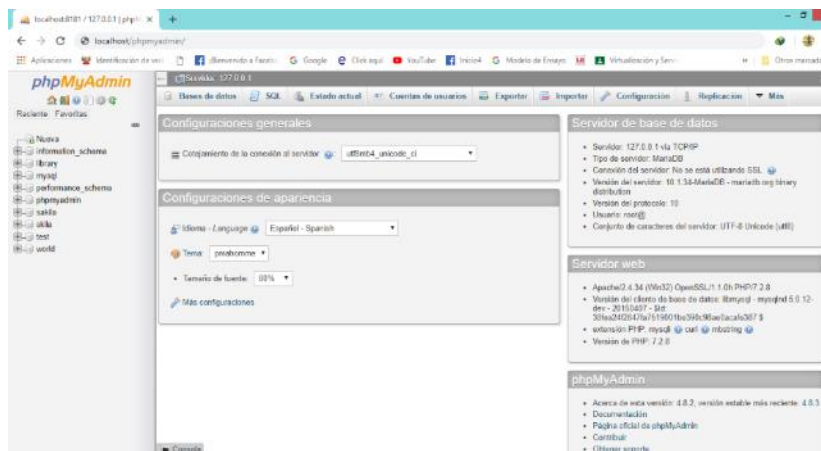 localhost:8181 / 127.0.0.1 | php
localhost/phpmyadmin/
Aplicaciones
Identificación de
Bienvenido a
Google
Click aquí
YouTube
Modelo de Ensayo
Virtualización y
Otros marcado
phpMyAdmin
Reciente Favoritas
Nueva
information_schema
library
mysql
performance_schema
phpmyadmin
sakila
test
world
Servidor: 127.0.0.1
Bases de datos
SQL
Estado actual
Cuentas de usuarios
Exportar
Importar
Configuración
Replicación
Más
Configuraciones generales
Cotejamiento de la conexión al servidor
utf8mb4_unicode_ci
Configuraciones de apariencia
Idioma - Language
Español - Spanish
Tema:
Tamaño de fuente:
Más configuraciones
Consola
Servidor de base de datos
Servidor: 127.0.0.1 via TCP/IP
Tipo de servidor: MariaDB
Conexión del servidor: No se está utilizando SSL
Versión del servidor: 10.1.34-MariaDB - mariadb.org binary
distribution
Versión del protocolo: 10
Usuario: root@
Conjunto de caracteres del servidor: UTF-8 Unicode (utf8)
Servidor web
Apache/2.4.34 (Win32) OpenSSL/1.1.0h PHP/7.2.8
Versión del cliente de base de datos: libmysql - mysqlnd 5.0.12-
dev - 20150407 - $Id:
extensión PHP: mysqli curl mbstring
Versión de PHP: 7.2.8
phpMyAdmin
Acerca de esta versión: 4.8.2, versión estable más reciente: 4.8.3
Documentación
Página oficial de phpMyAdmin
Contribuir
Obtener soporte